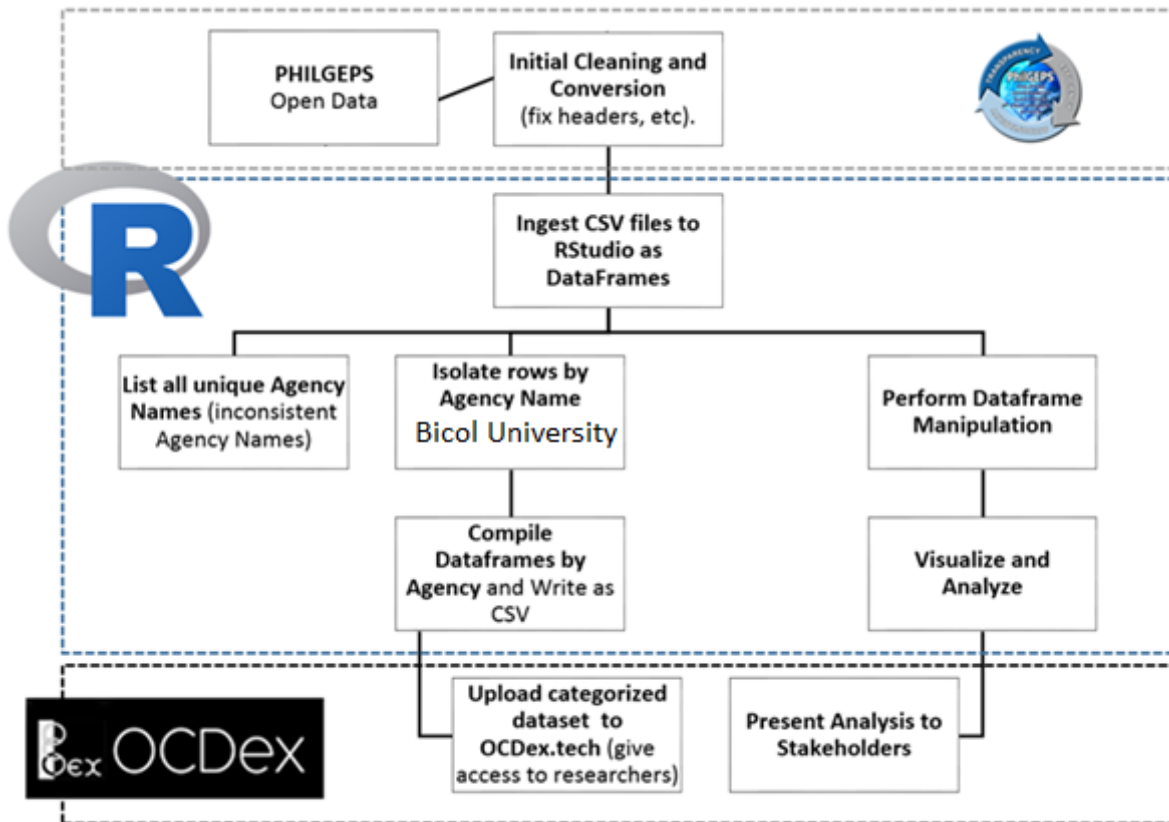 PHILGEPS
Open Data
Initial Cleaning and
Conversion
(fix headers, etc).
TRANSPARENCY
PhilGEPS
R
Ingest CSV files to
RStudio as
DataFrames
List all unique Agency
Names (inconsistent
Agency Names)
Isolate rows by
Agency Name
Bicol University
Perform Dataframe
Manipulation
Compile
Dataframes by
Agency and Write as
CSV
Visualize and
Analyze
OCDex
Upload categorized
dataset to
OCDex.tech (give
access to researchers)
Present Analysis to
Stakeholders